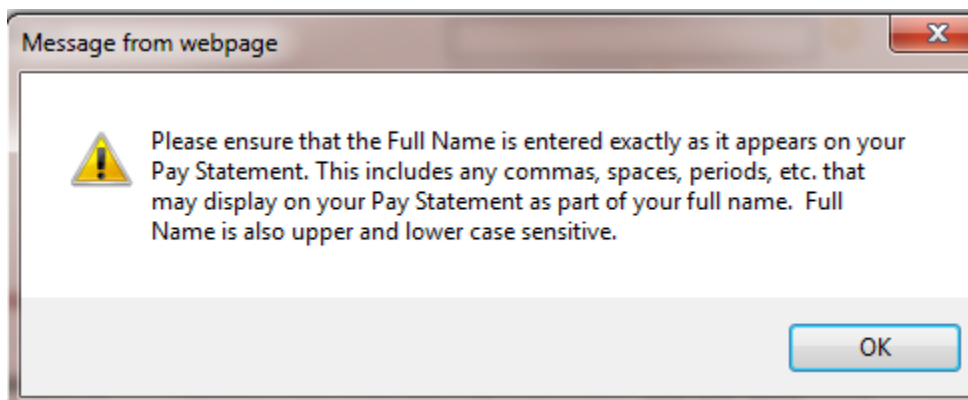 Message from webpage
Please ensure that the Full Name is entered exactly as it appears on your
Pay Statement. This includes any commas, spaces, periods, etc. that
may display on your Pay Statement as part of your full name.  Full
Name is also upper and lower case sensitive.
OK